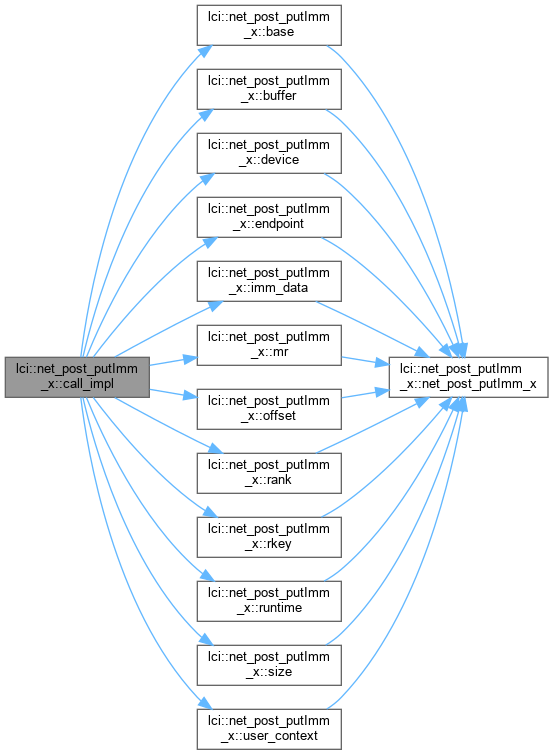 lci::net_post_putImm
_x::base
lci::net_post_putImm
_x::buffer
lci::net_post_putImm
_x::device
lci::net_post_putImm
_x::endpoint
lci::net_post_putImm
_x::imm_data
lci::net_post_putImm
_x::mr
lci::net_post_putImm
_x::call_impl
lci::net_post_putImm
_x::net_post_putImm_x
lci::net_post_putImm
_x::offset
lci::net_post_putImm
_x::rank
lci::net_post_putImm
_x::rkey
lci::net_post_putImm
_x::runtime
lci::net_post_putImm
_x::size
lci::net_post_putImm
_x::user_context